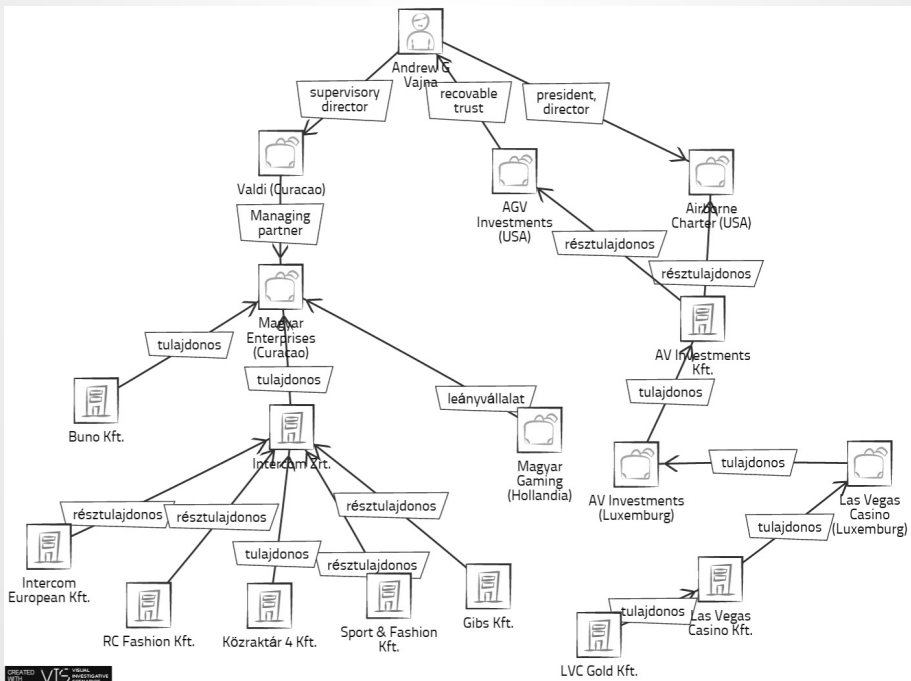 Andrew G
Vajna
supervisory
director
recovable
trust
president,
director
Valdi (Curacao)
AGV
Investments
(USA)
Airborne
Charter (USA)
Managing
partner
résztulajdonos
résztulajdonos
Magyar
Enterprises
(Curacao)
AV Investments
Kft.
tulajdonos
tulajdonos
tulajdonos
leányvállalat
Buno Kft.
Intercom Zrt.
Magyar
Gaming
(Hollandia)
AV Investments
(Luxemburg)
tulajdonos
Las Vegas
Casino
(Luxemburg)
résztulajdonos
résztulajdonos
résztulajdonos
tulajdonos
tulajdonos
résztulajdonos
Intercom
European Kft.
RC Fashion Kft.
Közraktár 4 Kft.
Sport & Fashion
Kft.
Gibs Kft.
tulajdonos
Las Vegas
Casino Kft.
LVC Gold Kft.
CREATED
WITH
VIS
VISUAL
INVESTIGATIVE
SCENARIOS